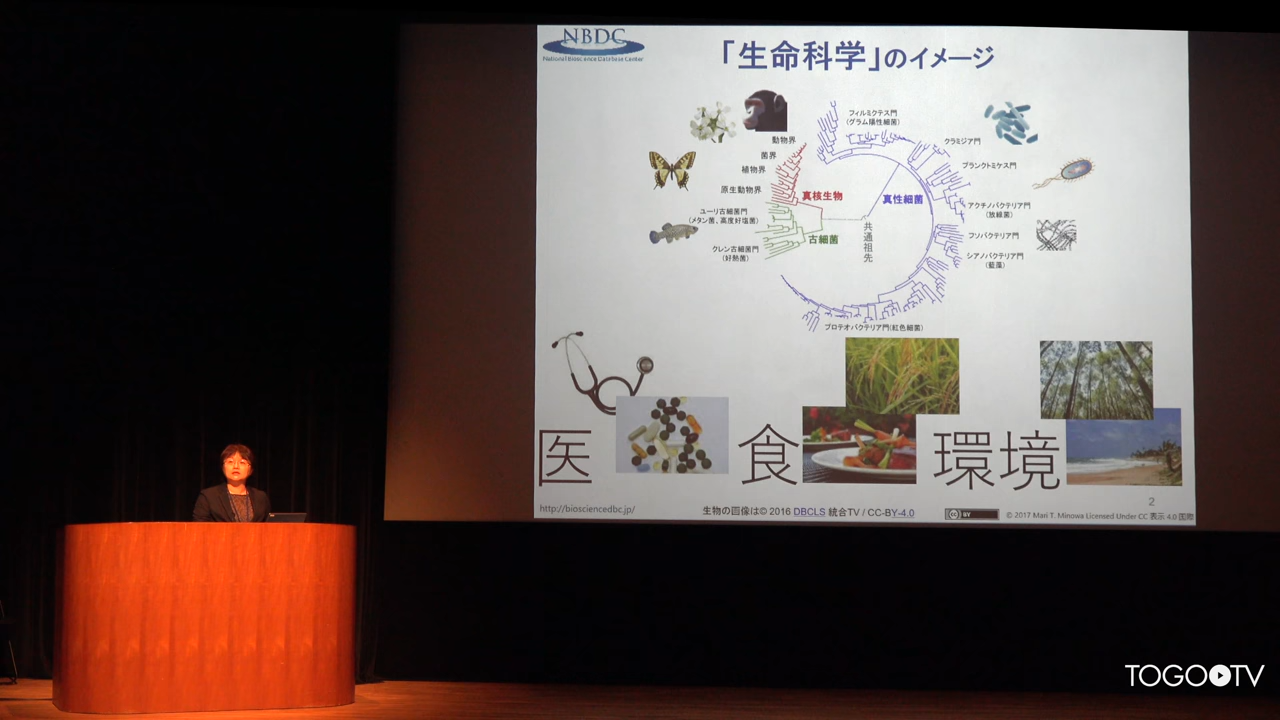 NBDC
National Bioscience Database Center
「生命科学」のイメージ
フィルミクテス門
(グラム陽性細菌)
動物界
菌界
植物界
原生動物界
ユーリ古細菌門
(メタン菌、高度好塩菌)
クレン古細菌門
(好熱菌)
真核生物
古細菌
真性細菌
共通祖先
クラミジア門
プランクトミケス門
アクチノバクテリア門
(放線菌)
フソバクテリア門
シアノバクテリア門
(藍藻)
プロテオバクテリア門(紅色細菌)
医 食 環境
2
http://biosciencedbc.jp/
生物の画像は© 2016 DBCLS 統合TV / CC-BY-4.0
cc BY
© 2017 Mari T. Minowa Licensed Under CC 表示 4.0 国際
TOGO TV